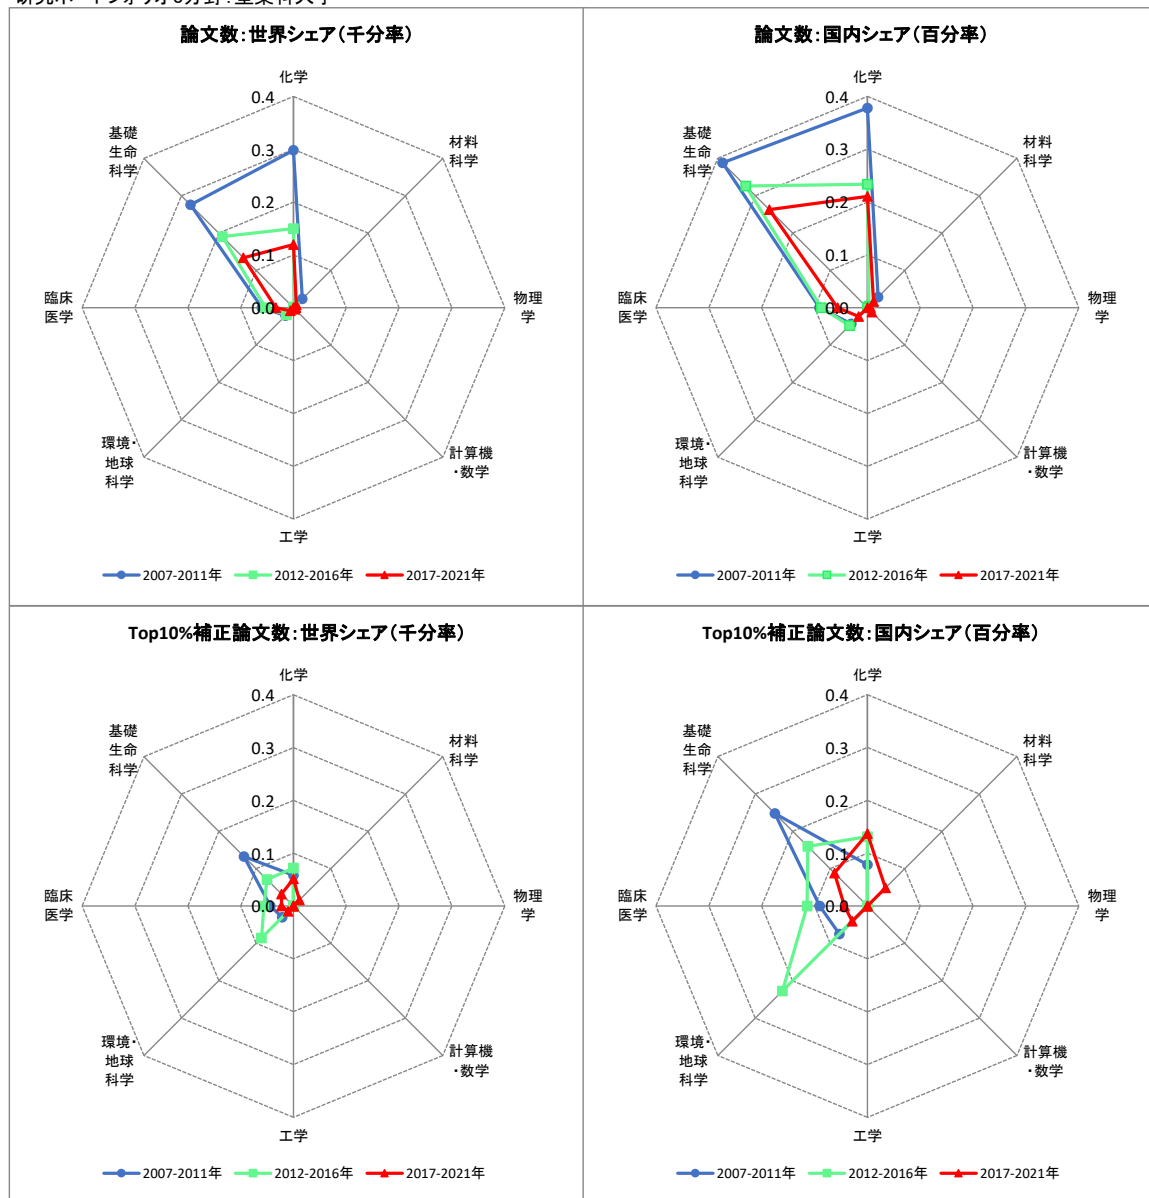 論文数：世界シェア（千分率）
化学
0.4
0.3
0.2
0.1
0.0
材料
科学
物理
学
計算機
・数学
工学
環境・
地球
科学
臨床
医学
基礎
生命
科学
2007-2011年 2012-2016年 2017-2021年
論文数：国内シェア（百分率）
化学
0.4
0.3
0.2
0.1
0.0
材料
科学
物理
学
計算機
・数学
工学
環境・
地球
科学
臨床
医学
基礎
生命
科学
2007-2011年 2012-2016年 2017-2021年
Top10%補正論文数：世界シェア（千分率）
化学
0.4
0.3
0.2
0.1
0.0
材料
科学
物理
学
計算機
・数学
工学
環境・
地球
科学
臨床
医学
基礎
生命
科学
2007-2011年 2012-2016年 2017-2021年
Top10%補正論文数：国内シェア（百分率）
化学
0.4
0.3
0.2
0.1
0.0
材料
科学
物理
学
計算機
・数学
工学
環境・
地球
科学
臨床
医学
基礎
生命
科学
2007-2011年 2012-2016年 2017-2021年